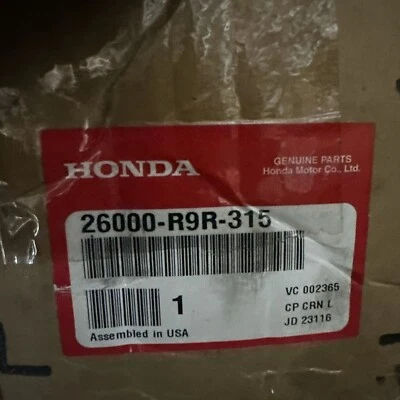 HONDA
GENUINE PARTS
Honda Motor Co., Ltd.
26000-R9R-315
1
VC 002365
CP CRN L
JD 23116
Assembled in USA